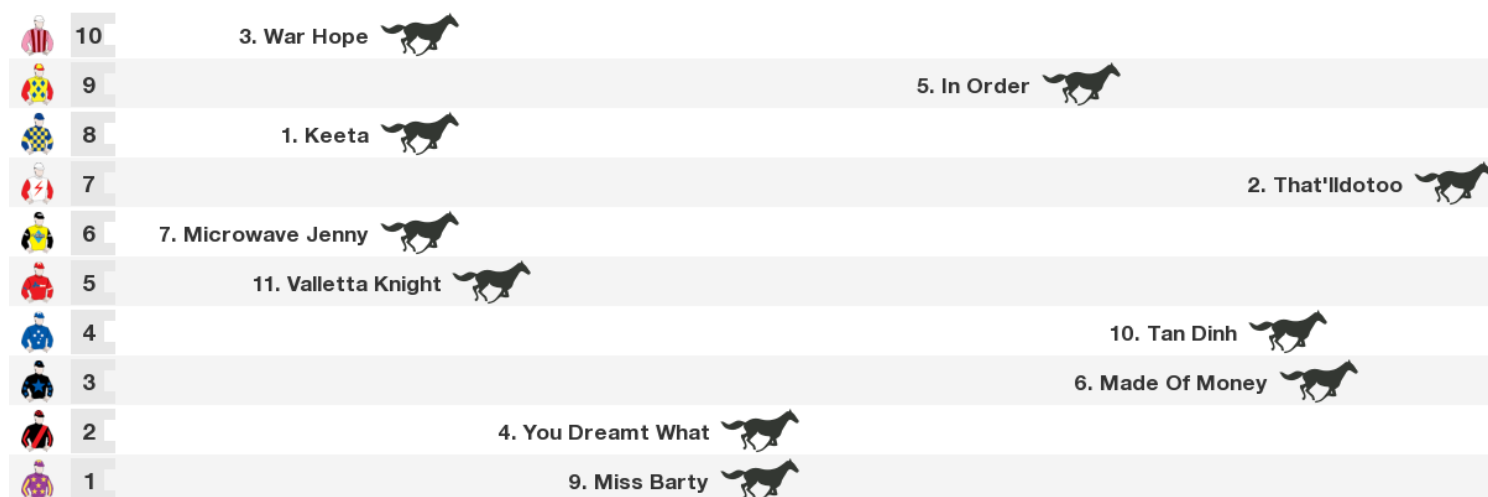 10 3. War Hope
9 5. In Order
8 1. Keeta
7 2. That'lldotoo
6 7. Microwave Jenny
5 11. Valletta Knight
4 10. Tan Dinh
3 6. Made Of Money
2 4. You Dreamt What
1 9. Miss Barty